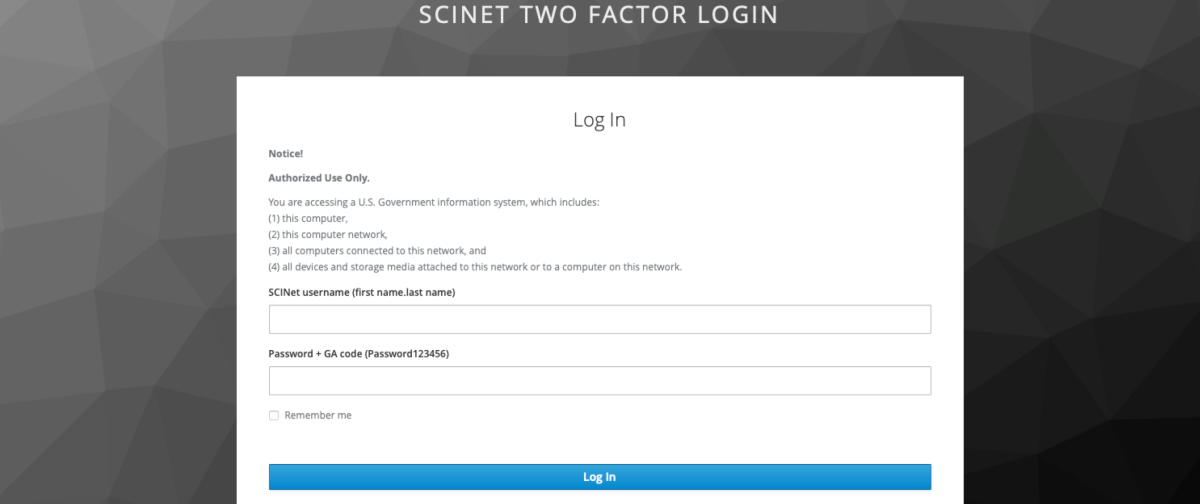 SCINET TWO FACTOR LOGIN
Log In
Notice!
Authorized Use Only.
You are accessing a U.S. Government information system, which includes:
(1) this computer,
(2) this computer network,
(3) all computers connected to this network, and
(4) all devices and storage media attached to this network or to a computer on this network.
SCINet username (first name.last name)
Password + GA code (Password123456)
Remember me
Log In